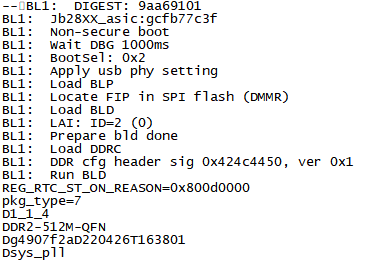 --BL1:  DIGEST: 9aa69101
BL1:  Jb28XX_asic:gcfb77c3f
BL1:  Non-secure boot
BL1:  Wait DBG 1000ms
BL1:  BootSel: 0x2
BL1:  Apply usb phy setting
BL1:  Load BLP
BL1:  Locate FIP in SPI flash (DMMR)
BL1:  Load BLD
BL1:  LAI: ID=2 (0)
BL1:  Prepare bld done
BL1:  Load DDRC
BL1:  DDR cfg header sig 0x424c4450, ver 0x1
BL1:  Run BLD
REG_RTC_ST_ON_REASON=0x800d0000
pkg_type=7
D1_1_4
DDR2-512M-QFN
Dg4907f2aD220426T163801
Dsys_pll